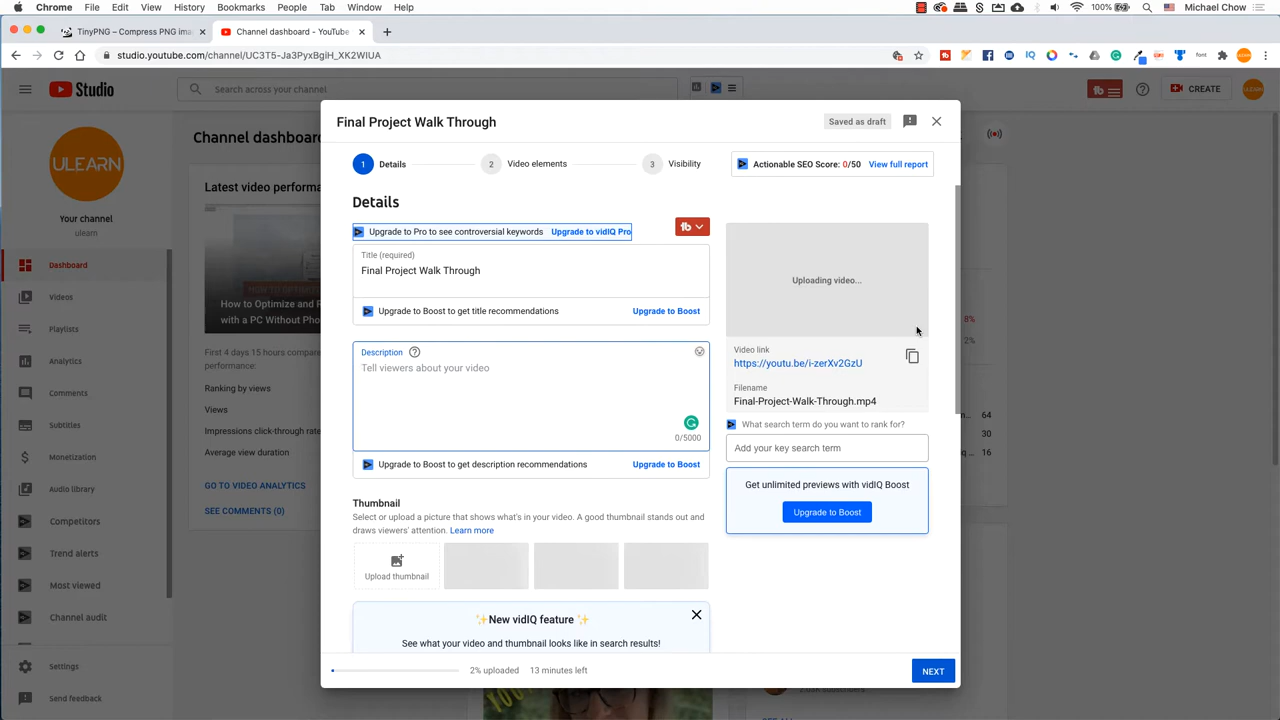 Chrome File Edit View History Bookmarks People Tab Window Help
100% Michael Chow
TinyPNG – Compress PNG ima
Channel dashboard - YouTube
studio.youtube.com/channel/UC3T5-Ja3PyxBgiH_XK2WIUA
Studio
Search across your channel
CREATE
ULEARN
Your channel
ulearn
Dashboard
Videos
Playlists
Analytics
Comments
Subtitles
Monetization
Audio library
Competitors
Trend alerts
Most viewed
Channel audit
Settings
Send feedback
Channel dashboard
Latest video performa
How to Optimize and R
with a PC Without Pho
First 4 days 15 hours compare
performance:
Ranking by views
Views
Impressions click-through rate
Average view duration
GO TO VIDEO ANALYTICS
SEE COMMENTS (0)
Final Project Walk Through
Saved as draft
1 Details
2 Video elements
3 Visibility
Actionable SEO Score: 0/50 View full report
Details
Upgrade to Pro to see controversial keywords Upgrade to vidIQ Pro
Title (required)
Final Project Walk Through
Upgrade to Boost to get title recommendations Upgrade to Boost
Description
Tell viewers about your video
0/5000
Upgrade to Boost to get description recommendations Upgrade to Boost
Thumbnail
Select or upload a picture that shows what's in your video. A good thumbnail stands out and
draws viewers' attention. Learn more
Upload thumbnail
✨New vidIQ feature ✨
See what your video and thumbnail looks like in search results!
Uploading video...
Video link
https://youtu.be/i-zerXv2GzU
Filename
Final-Project-Walk-Through.mp4
What search term do you want to rank for?
Add your key search term
Get unlimited previews with vidIQ Boost
Upgrade to Boost
2% uploaded 13 minutes left
NEXT
8%
2%
64
30
16